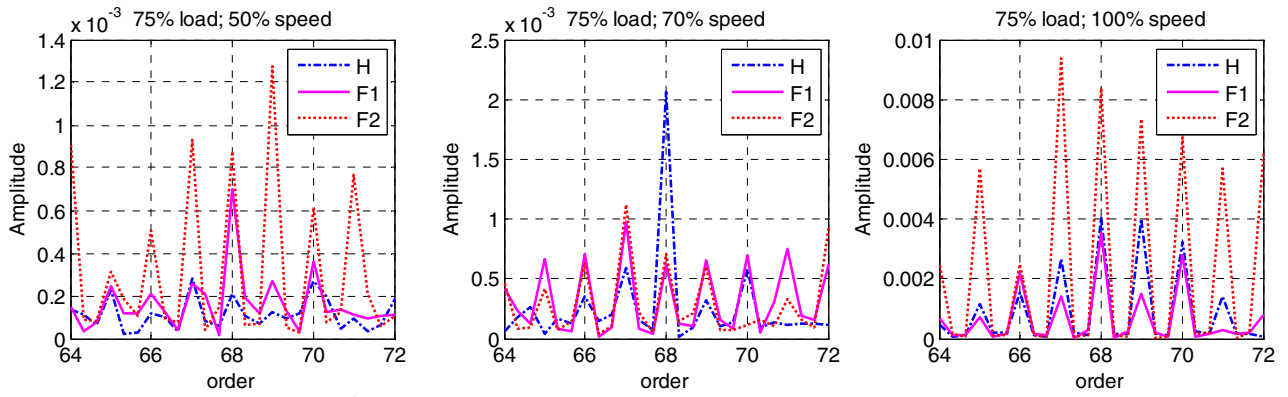 x 10⁻³ 75% load; 50% speed
1.4
1.2
1
0.8
0.6
0.4
0.2
0
64 66 68 70 72
Amplitude
order
H
F1
F2
x 10⁻³ 75% load; 70% speed
2.5
2
1.5
1
0.5
0
64 66 68 70 72
Amplitude
order
H
F1
F2
75% load; 100% speed
0.01
0.008
0.006
0.004
0.002
0
64 66 68 70 72
Amplitude
order
H
F1
F2